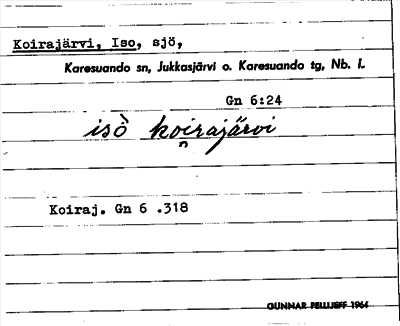 Koirajärvi, Iso, sjö,
Karesuando sn, Jukkasjärvi o. Karesuando tg, Nb. l.
Gn 6:24
isò koirajärvi
n
Koiraj. Gn 6 .318
GUNNAR PELLIJEFF 1964